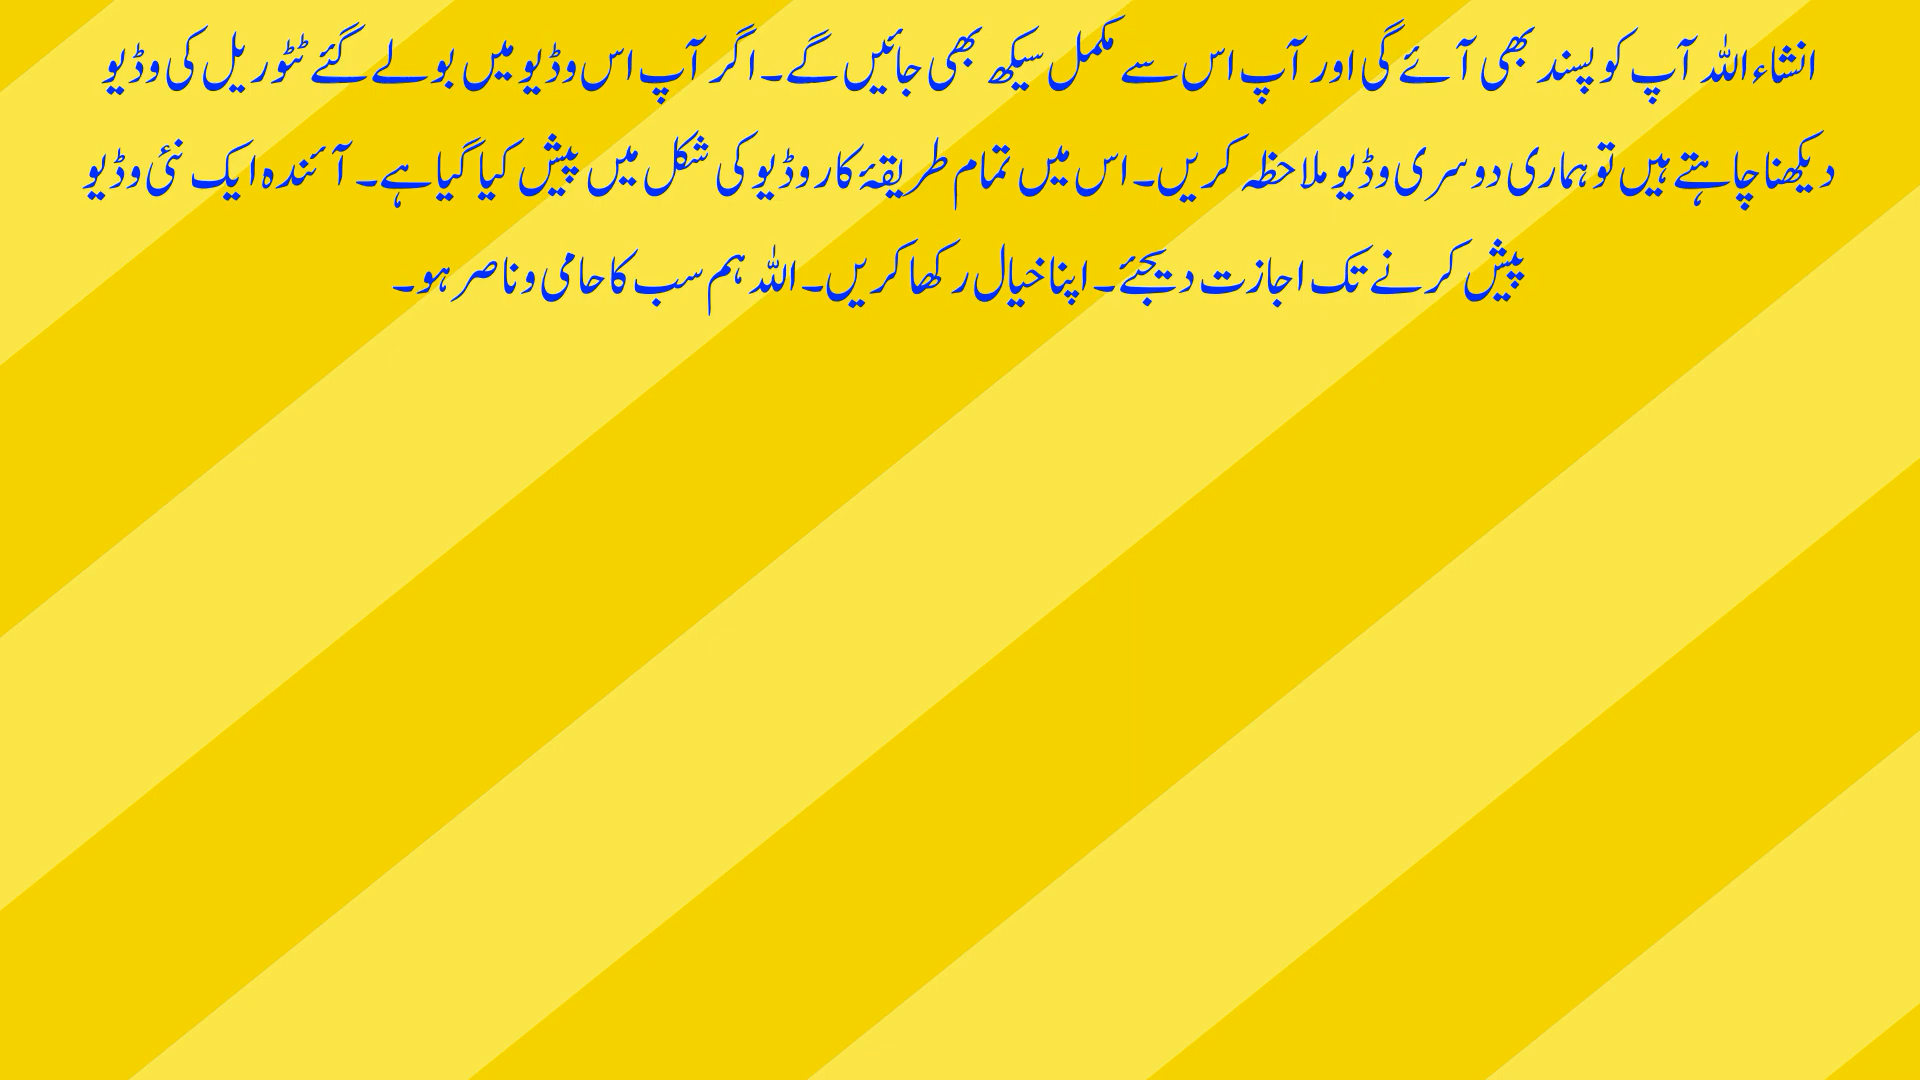 انشاءاللہ آپ کو پسند بھی آئے گی اور آپ اس سے مکمل سیکھ بھی جائیں گے۔ اگر آپ اس وڈیو میں بولے گئے ٹٹوریل کی وڈیو
دیکھنا چاہتے ہیں تو ہماری دوسری وڈیو ملاحظہ کریں۔ اس میں تمام طریقۂ کار وڈیو کی شکل میں پیش کیا گیا ہے۔ آئندہ ایک نئی وڈیو
پیش کرنے تک اجازت دیجئے۔ اپنا خیال رکھا کریں۔ اللہ ہم سب کا حامی و ناصر ہو۔